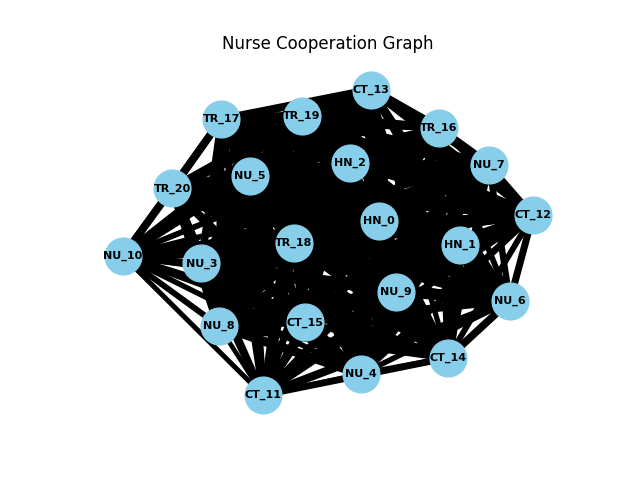 Nurse Cooperation Graph
CT_13
TR_19
TR_17
TR_16
HN_2
NU_7
NU_5
TR_20
CT_12
HN_0
TR_18
HN_1
NU_10
NU_3
NU_9
NU_6
CT_15
NU_8
CT_14
NU_4
CT_11